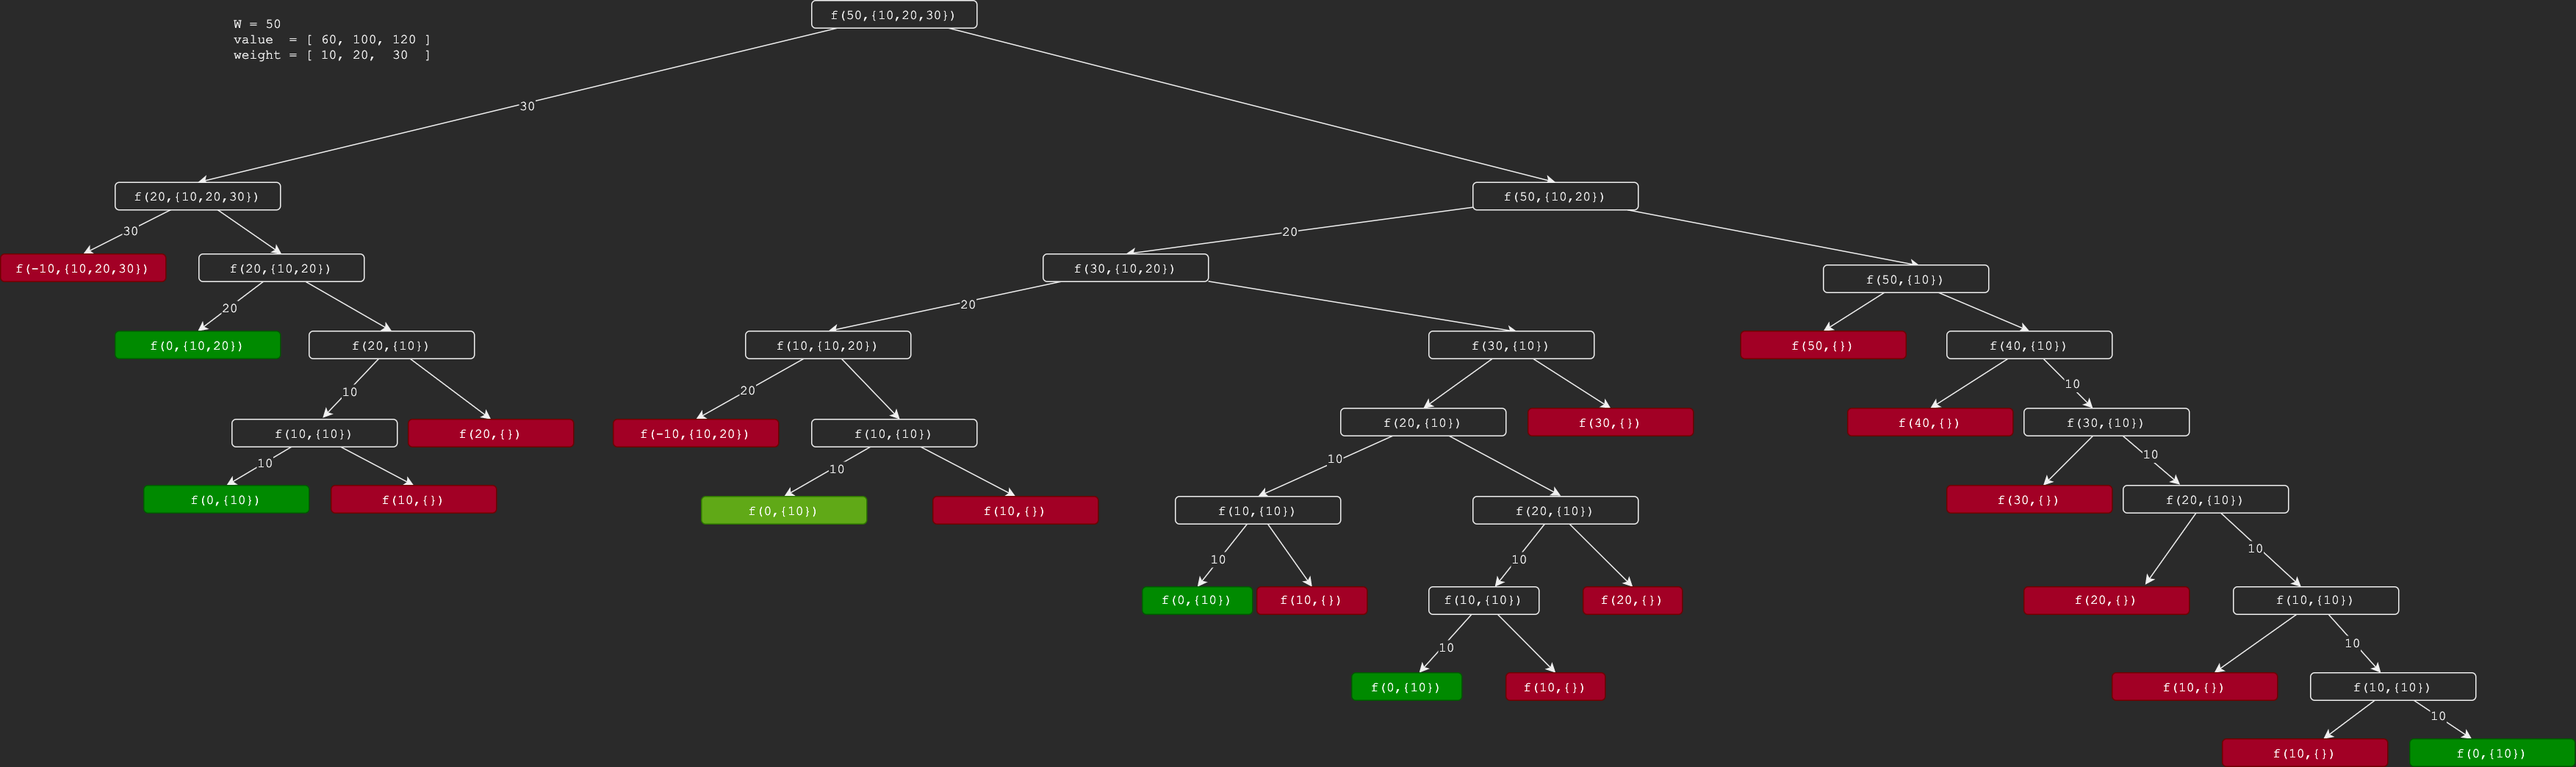 f(50,{10,20,30})
W = 50
value  = [ 60, 100, 120 ]
weight = [ 10, 20,  30  ]
30
f(20,{10,20,30})
f(50,{10,20})
30
20
f(-10,{10,20,30})
f(20,{10,20})
f(30,{10,20})
f(50,{10})
20
20
f(0,{10,20})
f(20,{10})
f(10,{10,20})
f(30,{10})
f(50,{})
f(40,{10})
10
20
10
f(10,{10})
f(20,{})
f(-10,{10,20})
f(10,{10})
f(20,{10})
f(30,{})
f(40,{})
f(30,{10})
10
10
10
10
f(0,{10})
f(10,{})
f(0,{10})
f(10,{})
f(10,{10})
f(20,{10})
f(30,{})
f(20,{10})
10
10
10
f(0,{10})
f(10,{})
f(10,{10})
f(20,{})
f(20,{})
f(10,{10})
10
10
f(0,{10})
f(10,{})
f(10,{})
f(10,{10})
10
f(10,{})
f(0,{10})